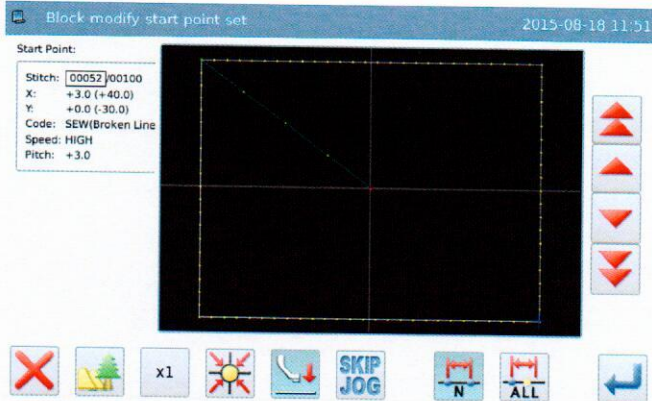 Block modify start point set
2015-08-18 11:51
Start Point:
Stitch: 00052/00100
X: +3.0 (+40.0)
Y: +0.0 (-30.0)
Code: SEW(Broken Line
Speed: HIGH
Pitch: +3.0
x1
SKIP
JOG
N
ALL